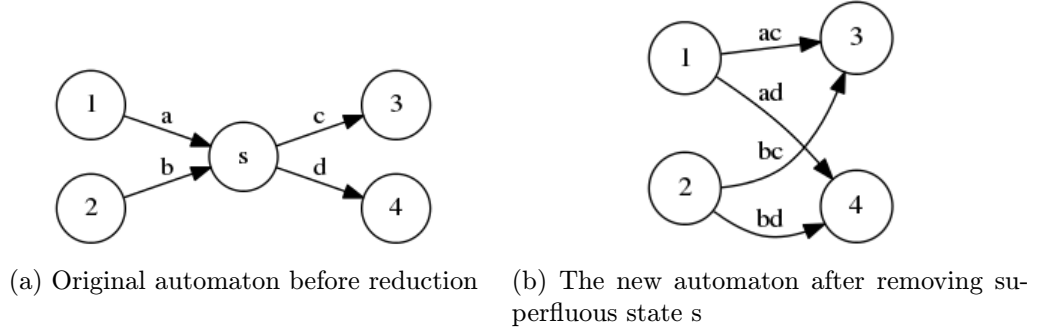 1
a
c
3
s
2
b
d
4
(a) Original automaton before reduction
1
ac
3
ad
bc
2
bd
4
(b) The new automaton after removing su-
perfluous state s